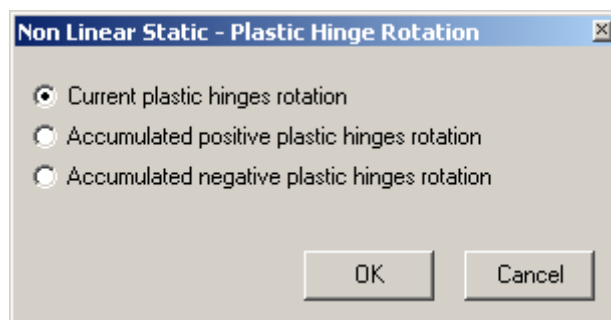 Non Linear Static - Plastic Hinge Rotation
Current plastic hinges rotation
Accumulated positive plastic hinges rotation
Accumulated negative plastic hinges rotation
OK Cancel